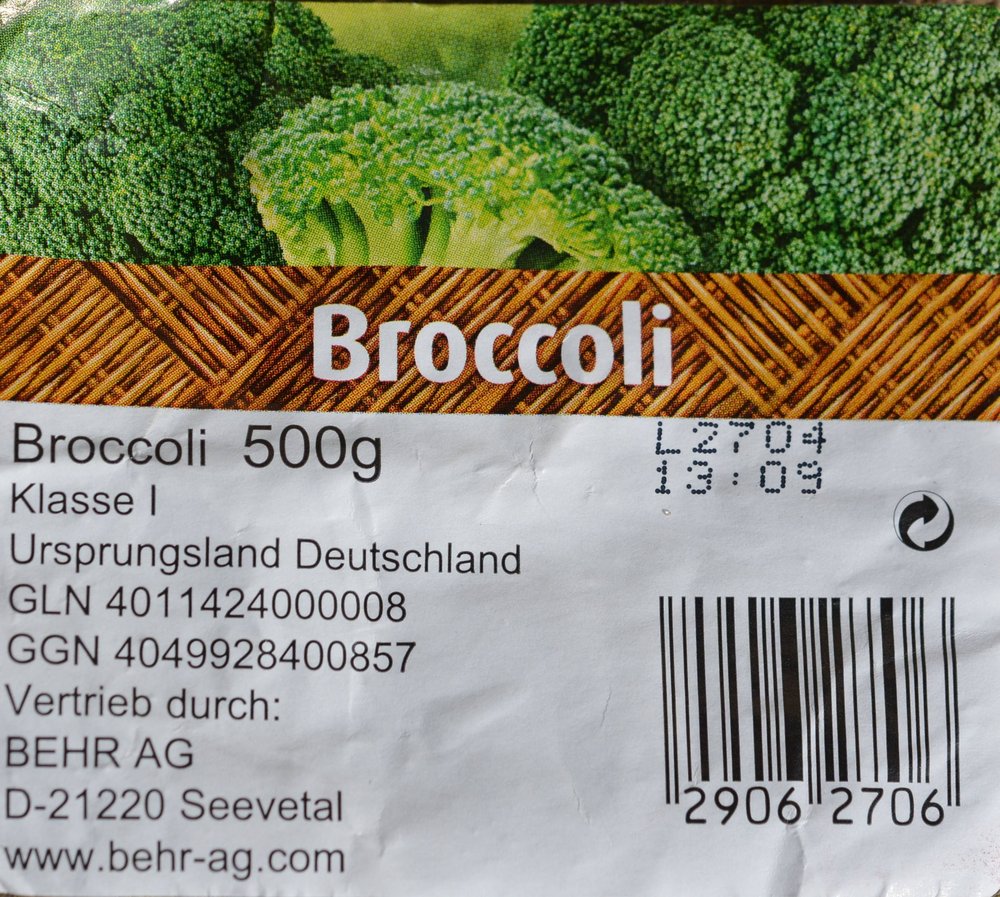 Broccoli
Broccoli 500g
Klasse I
Ursprungsland Deutschland
GLN 4011424000008
GGN 4049928400857
Vertrieb durch:
BEHR AG
D-21220 Seevetal
www.behr-ag.com
L2704
13:09
2906 2706